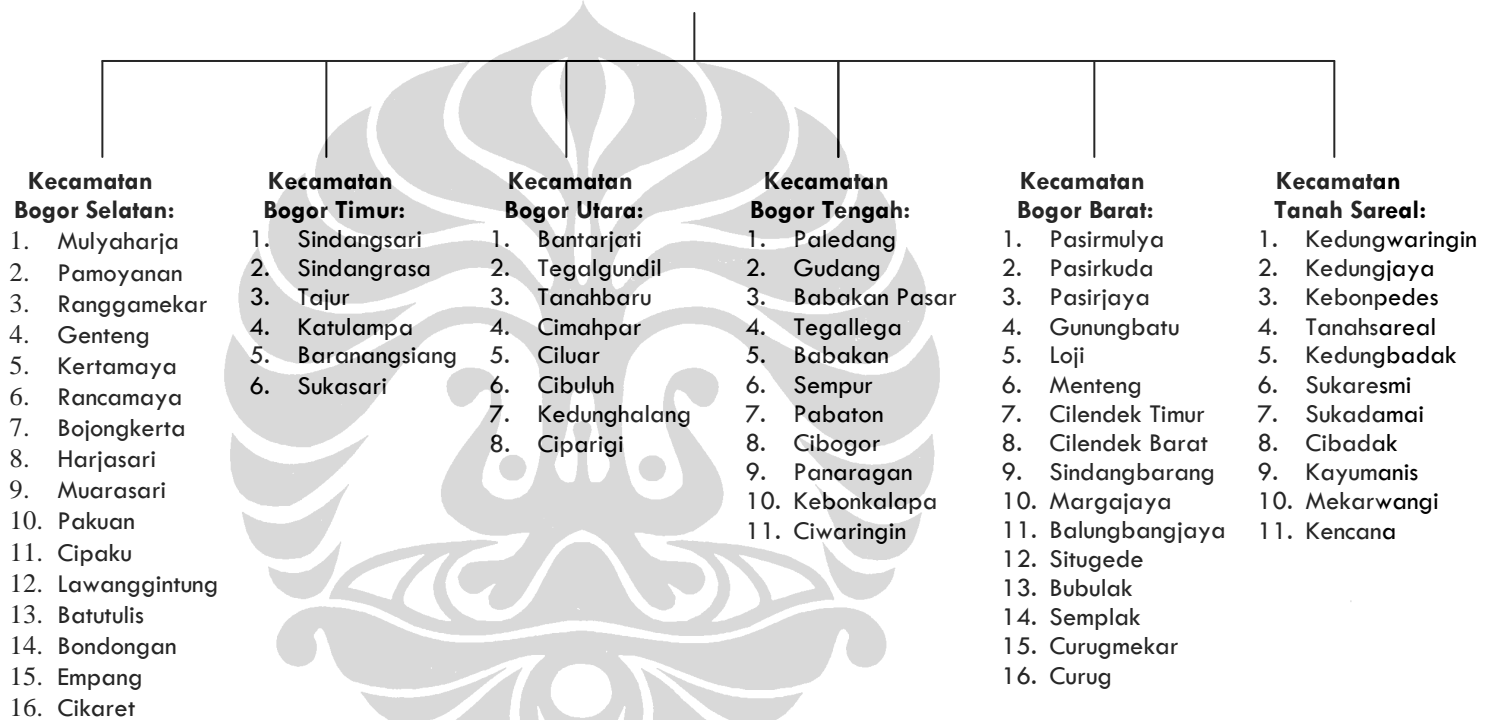 Kecamatan
Bogor Selatan:
1. Mulyaharja
2. Pamoyanan
3. Ranggamekar
4. Genteng
5. Kertamaya
6. Rancamaya
7. Bojongkerta
8. Harjasari
9. Muarasari
10. Pakuan
11. Cipaku
12. Lawanggintung
13. Batutulis
14. Bondongan
15. Empang
16. Cikaret
Kecamatan
Bogor Timur:
1. Sindangsari
2. Sindangrasa
3. Tajur
4. Katulampa
5. Baranangsiang
6. Sukasari
Kecamatan
Bogor Utara:
1. Bantarjati
2. Tegalgundil
3. Tanahbaru
4. Cimahpar
5. Ciluar
6. Cibuluh
7. Kedunghalang
8. Ciparigi
Kecamatan
Bogor Tengah:
1. Paledang
2. Gudang
3. Babakan Pasar
4. Tegallega
5. Babakan
6. Sempur
7. Pabaton
8. Cibogor
9. Panaragan
10. Kebonkalapa
11. Ciwaringin
Kecamatan
Bogor Barat:
1. Pasirmulya
2. Pasirkuda
3. Pasirjaya
4. Gunungbatu
5. Loji
6. Menteng
7. Cilendek Timur
8. Cilendek Barat
9. Sindangbarang
10. Margajaya
11. Balungbangjaya
12. Situgede
13. Bubulak
14. Semplak
15. Curugmekar
16. Curug
Kecamatan
Tanah Sareal:
1. Kedungwaringin
2. Kedungjaya
3. Kebonpedes
4. Tanahsareal
5. Kedungbadak
6. Sukaresmi
7. Sukadamai
8. Cibadak
9. Kayumanis
10. Mekarwangi
11. Kencana